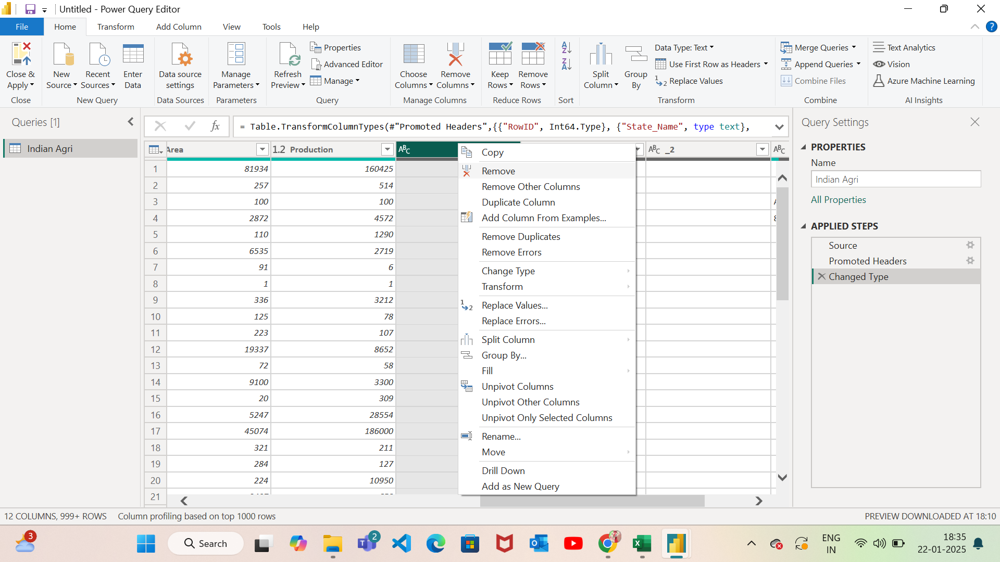 Untitled - Power Query Editor
File Home Transform Add Column View Tools Help
Close & Apply
New Source
Recent Sources
Enter Data
Data source settings
Manage Parameters
Refresh Preview
Properties
Advanced Editor
Manage
Choose Columns
Remove Columns
Keep Rows
Remove Rows
A Z
Z A
Split Column
Group By
Data Type: Text
Use First Row as Headers
1 2 Replace Values
Merge Queries
Append Queries
Combine Files
Text Analytics
Vision
Azure Machine Learning
Close New Query Data Sources Parameters Query Manage Columns Reduce Rows Sort Transform Combine AI Insights
Queries [1]
Indian Agri
fx = Table.TransformColumnTypes(#"Promoted Headers",{{"RowID", Int64.Type}, {"State_Name", type text},
Area 1.2 Production ABC ABC _2 ABC
1 81934 160425
2 257 514
3 100 100
4 2872 4572
5 110 1290
6 6535 2719
7 91 6
8 1 1
9 336 3212
10 125 78
11 223 107
12 19337 8652
13 72 58
14 9100 3300
15 20 309
16 5247 28554
17 45074 186000
18 321 211
19 284 127
20 224 10950
21
Copy
Remove
Remove Other Columns
Duplicate Column
Add Column From Examples...
Remove Duplicates
Remove Errors
Change Type
Transform
1 2 Replace Values...
Replace Errors...
Split Column
Group By...
Fill
Unpivot Columns
Unpivot Other Columns
Unpivot Only Selected Columns
Rename...
Move
Drill Down
Add as New Query
Query Settings
PROPERTIES
Name
Indian Agri
All Properties
APPLIED STEPS
Source
Promoted Headers
Changed Type
12 COLUMNS, 999+ ROWS Column profiling based on top 1000 rows PREVIEW DOWNLOADED AT 18:10
3
Search
2
ENG
IN
18:35
22-01-2025